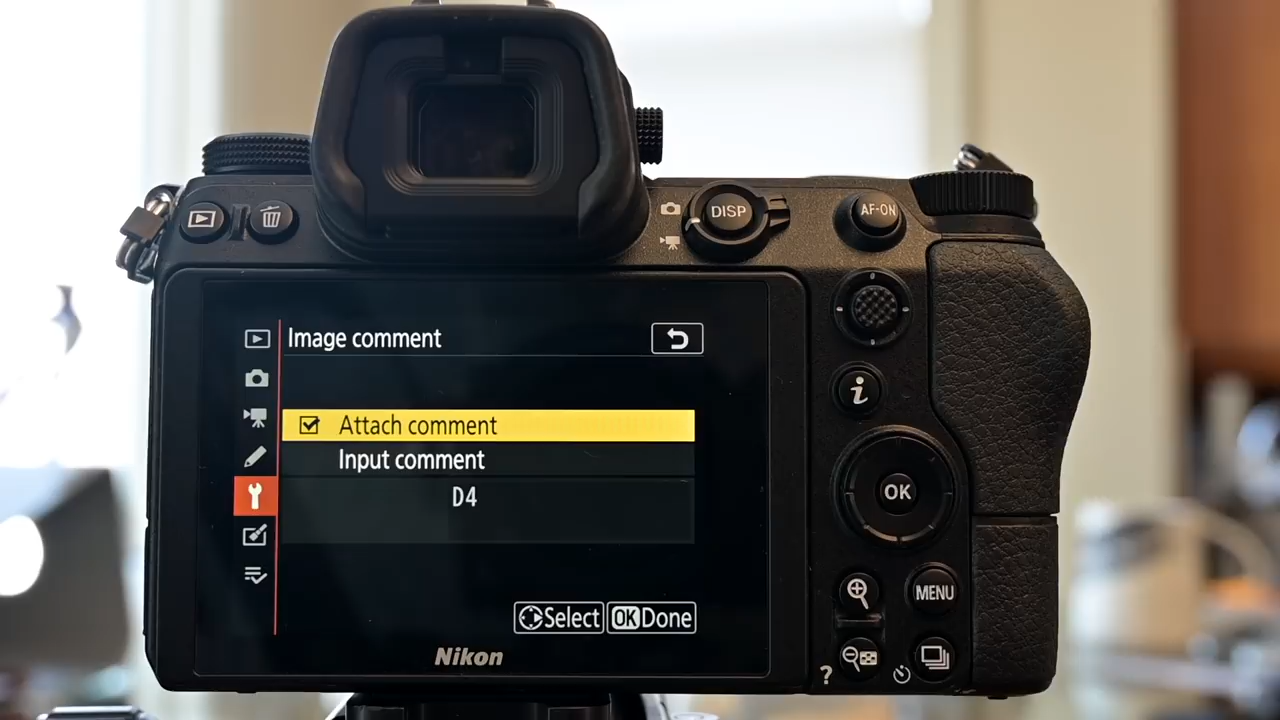 DISP
AF-ON
Image comment
Attach comment
Input comment
D4
i
OK
Select OK Done
MENU
Nikon
?